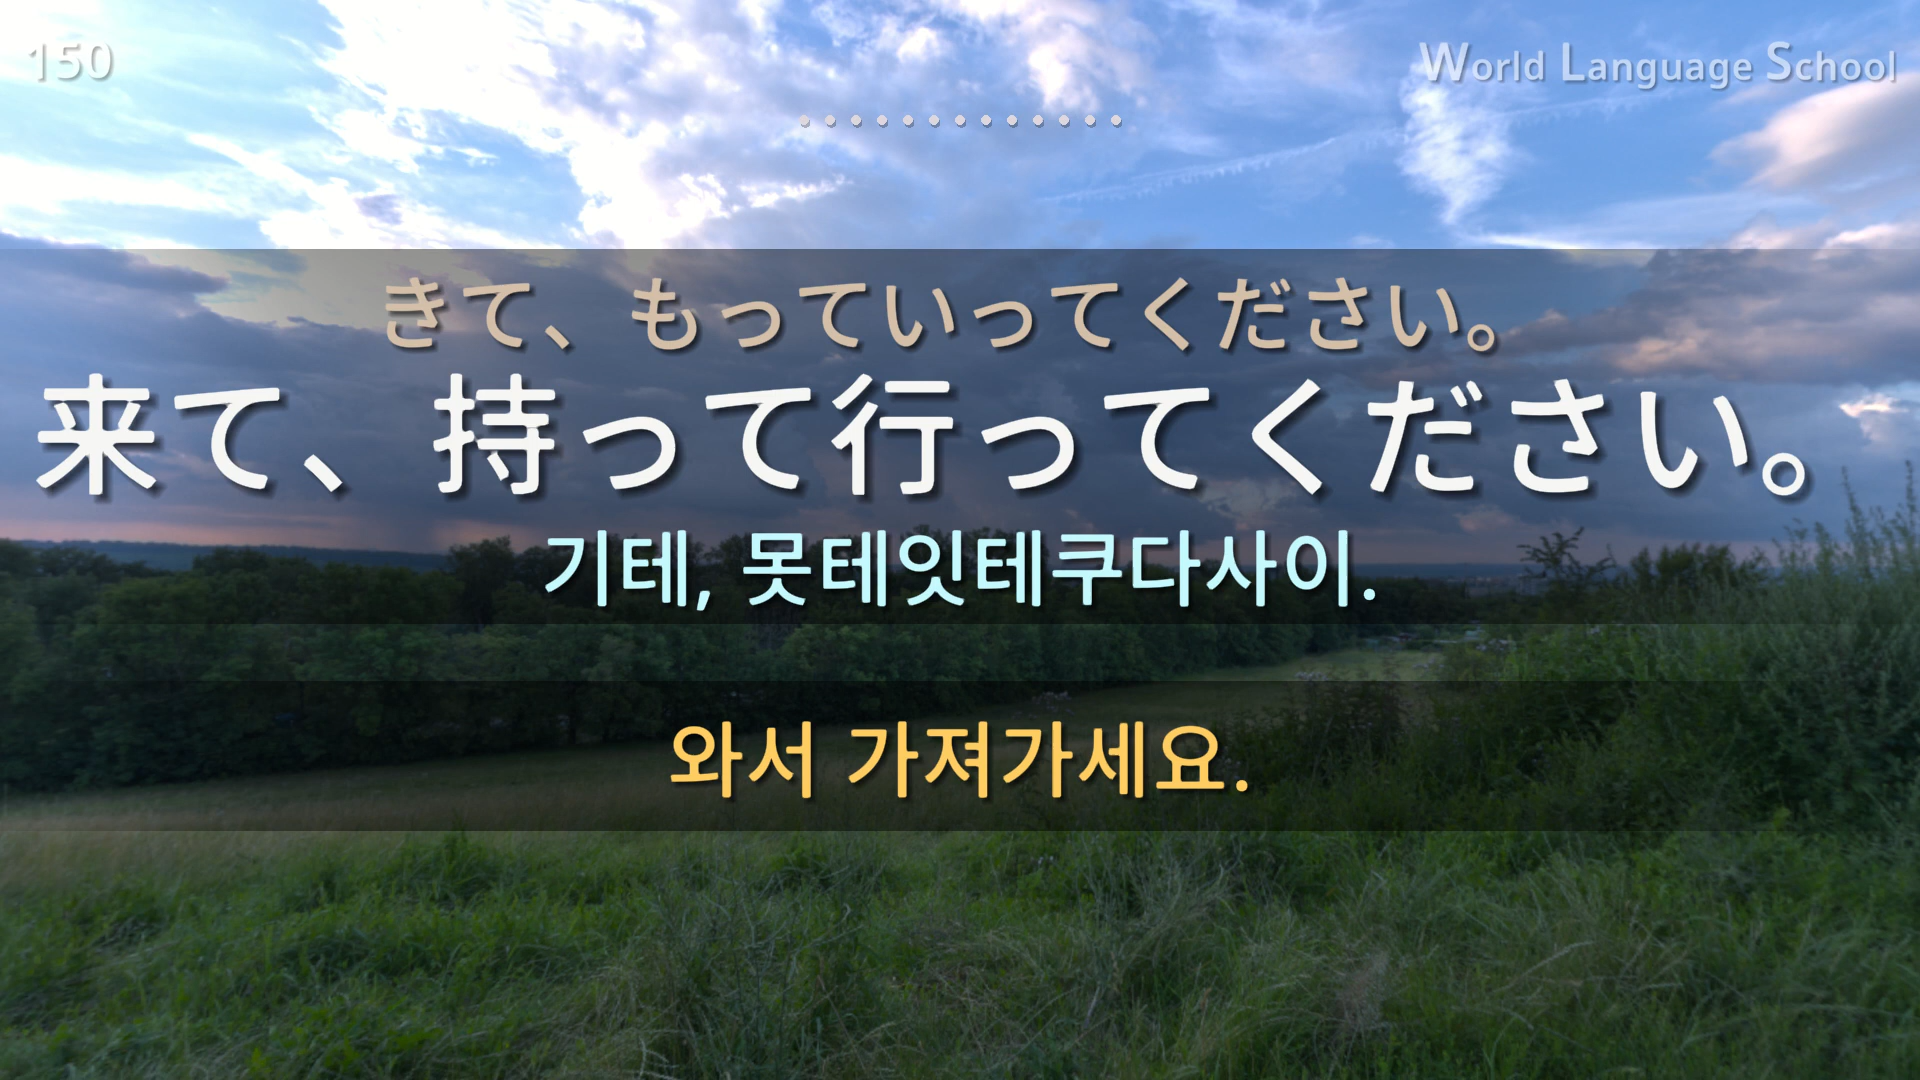 150
World Language School
きて、もっていってください。
来て、持って行ってください。
기테, 못테잇테쿠다사이.
와서 가져가세요.